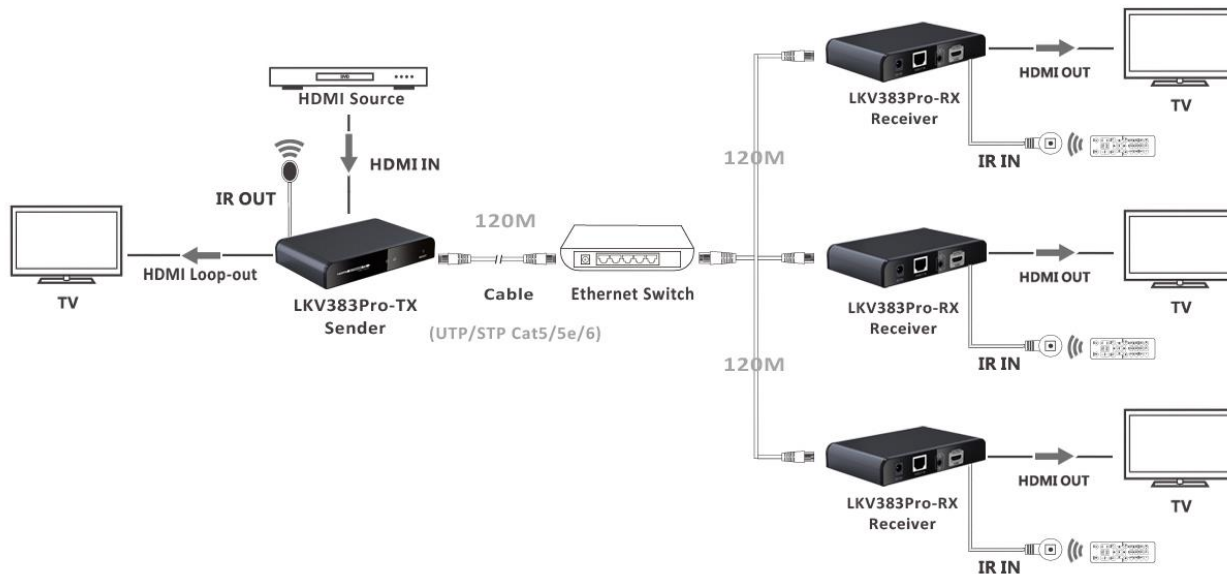 HDMI Source
HDMI IN
IR OUT
TV
HDMI Loop-out
LKV383Pro-TX
Sender
120M
Cable
(UTP/STP Cat5/5e/6)
Ethernet Switch
120M
120M
LKV383Pro-RX
Receiver
HDMI OUT
TV
IR IN
LKV383Pro-RX
Receiver
HDMI OUT
TV
IR IN
LKV383Pro-RX
Receiver
HDMI OUT
TV
IR IN